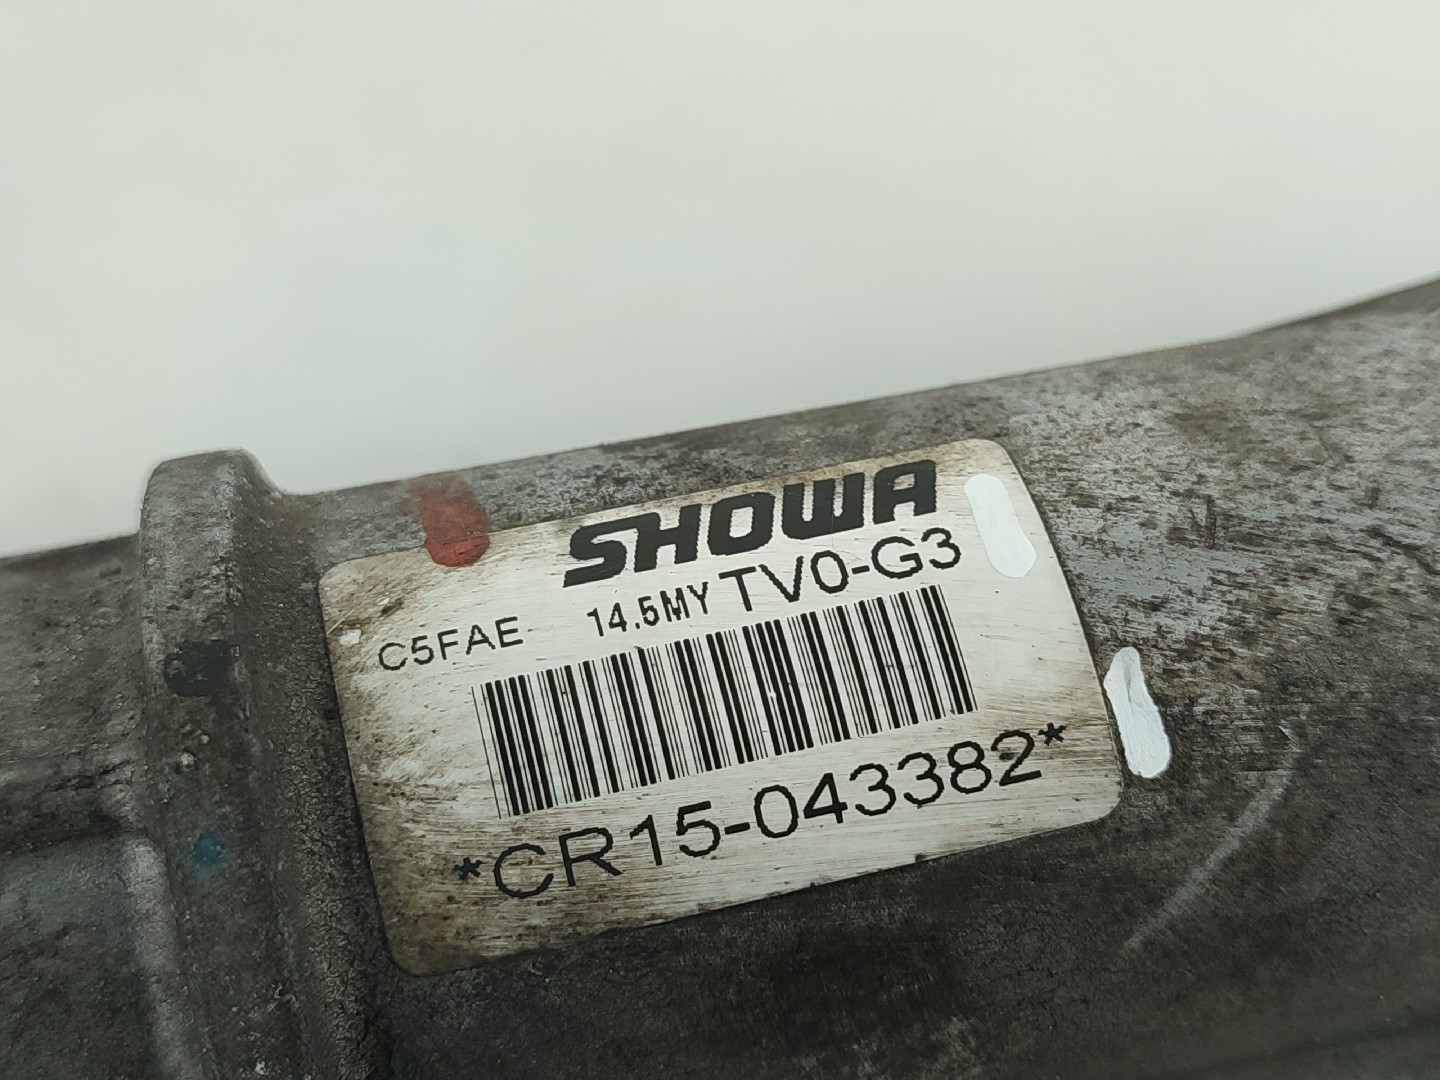 SHOWA
C5FAE 14.5MY TV0-G3
*CR15-043382*